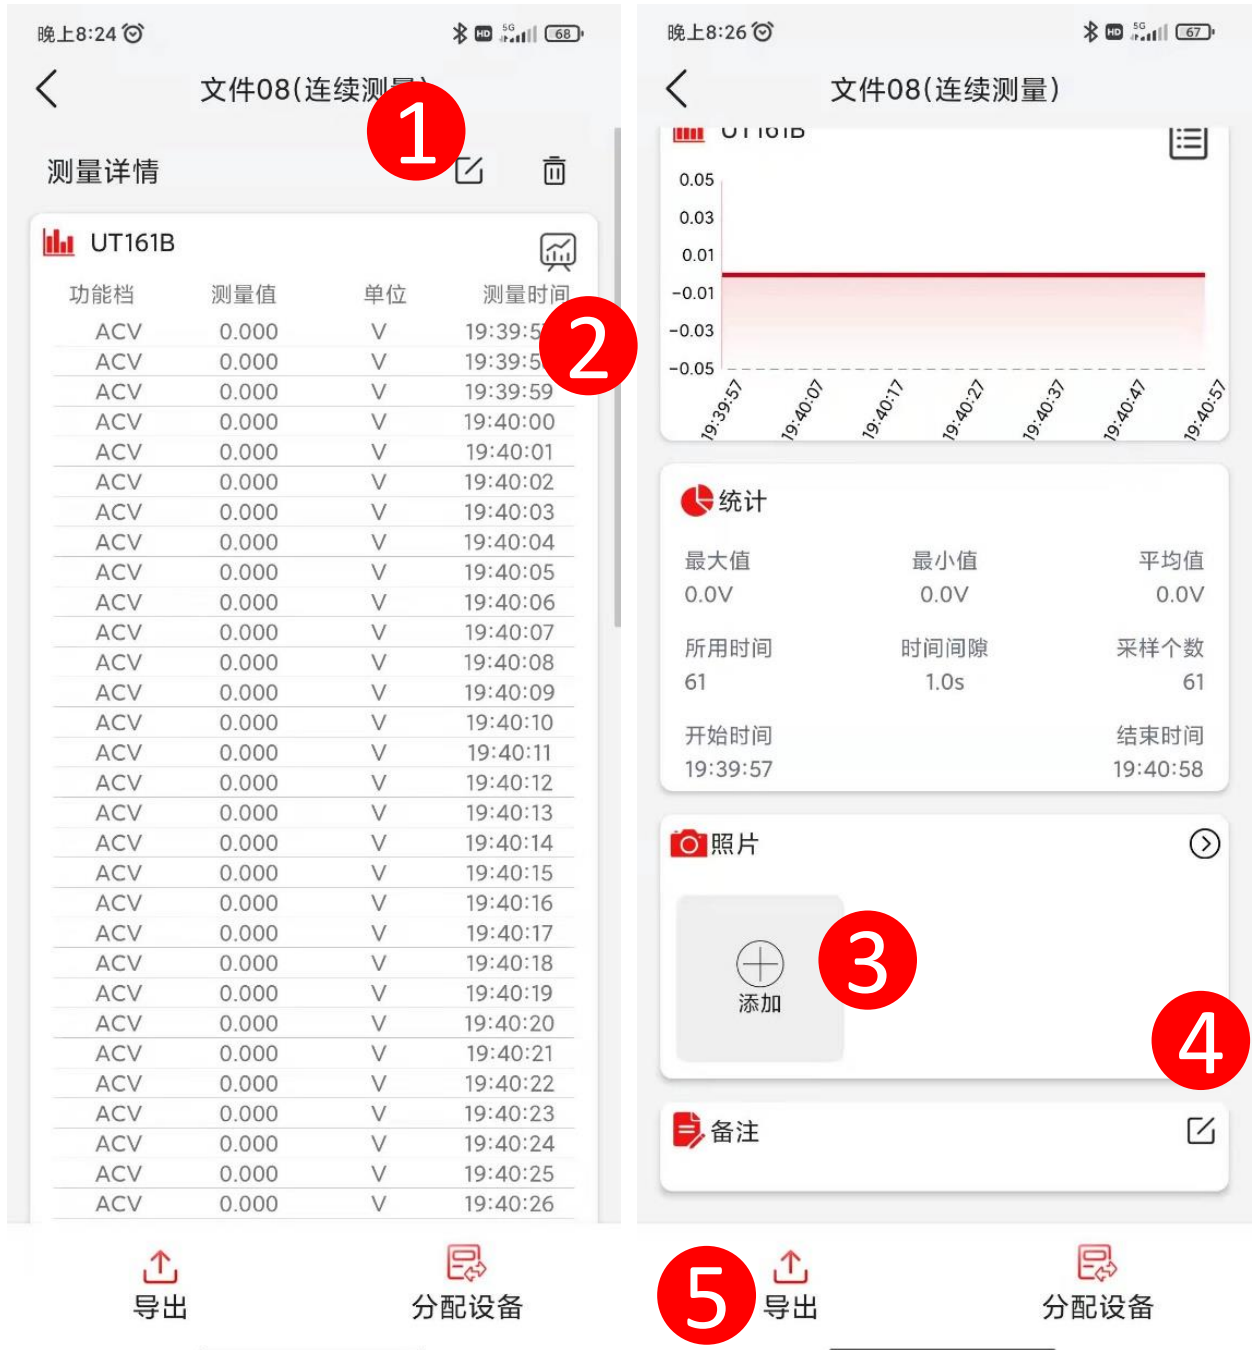 晚上8:24
HD 5G 68
文件08(连续测量)
1
测量详情
UT161B
功能档 测量值 单位 测量时间
ACV 0.000 V 19:39:5
ACV 0.000 V 19:39:5
ACV 0.000 V 19:39:59
ACV 0.000 V 19:40:00
ACV 0.000 V 19:40:01
ACV 0.000 V 19:40:02
ACV 0.000 V 19:40:03
ACV 0.000 V 19:40:04
ACV 0.000 V 19:40:05
ACV 0.000 V 19:40:06
ACV 0.000 V 19:40:07
ACV 0.000 V 19:40:08
ACV 0.000 V 19:40:09
ACV 0.000 V 19:40:10
ACV 0.000 V 19:40:11
ACV 0.000 V 19:40:12
ACV 0.000 V 19:40:13
ACV 0.000 V 19:40:14
ACV 0.000 V 19:40:15
ACV 0.000 V 19:40:16
ACV 0.000 V 19:40:17
ACV 0.000 V 19:40:18
ACV 0.000 V 19:40:19
ACV 0.000 V 19:40:20
ACV 0.000 V 19:40:21
ACV 0.000 V 19:40:22
ACV 0.000 V 19:40:23
ACV 0.000 V 19:40:24
ACV 0.000 V 19:40:25
ACV 0.000 V 19:40:26
2
导出 分配设备
晚上8:26
HD 5G 67
文件08(连续测量)
UT161B
0.05
0.03
0.01
-0.01
-0.03
-0.05
19:39:57 19:40:07 19:40:17 19:40:27 19:40:37 19:40:47 19:40:57
统计
最大值 最小值 平均值
0.0V 0.0V 0.0V
所用时间 时间间隙 采样个数
61 1.0s 61
开始时间 结束时间
19:39:57 19:40:58
照片
添加
3
4
备注
5
导出 分配设备